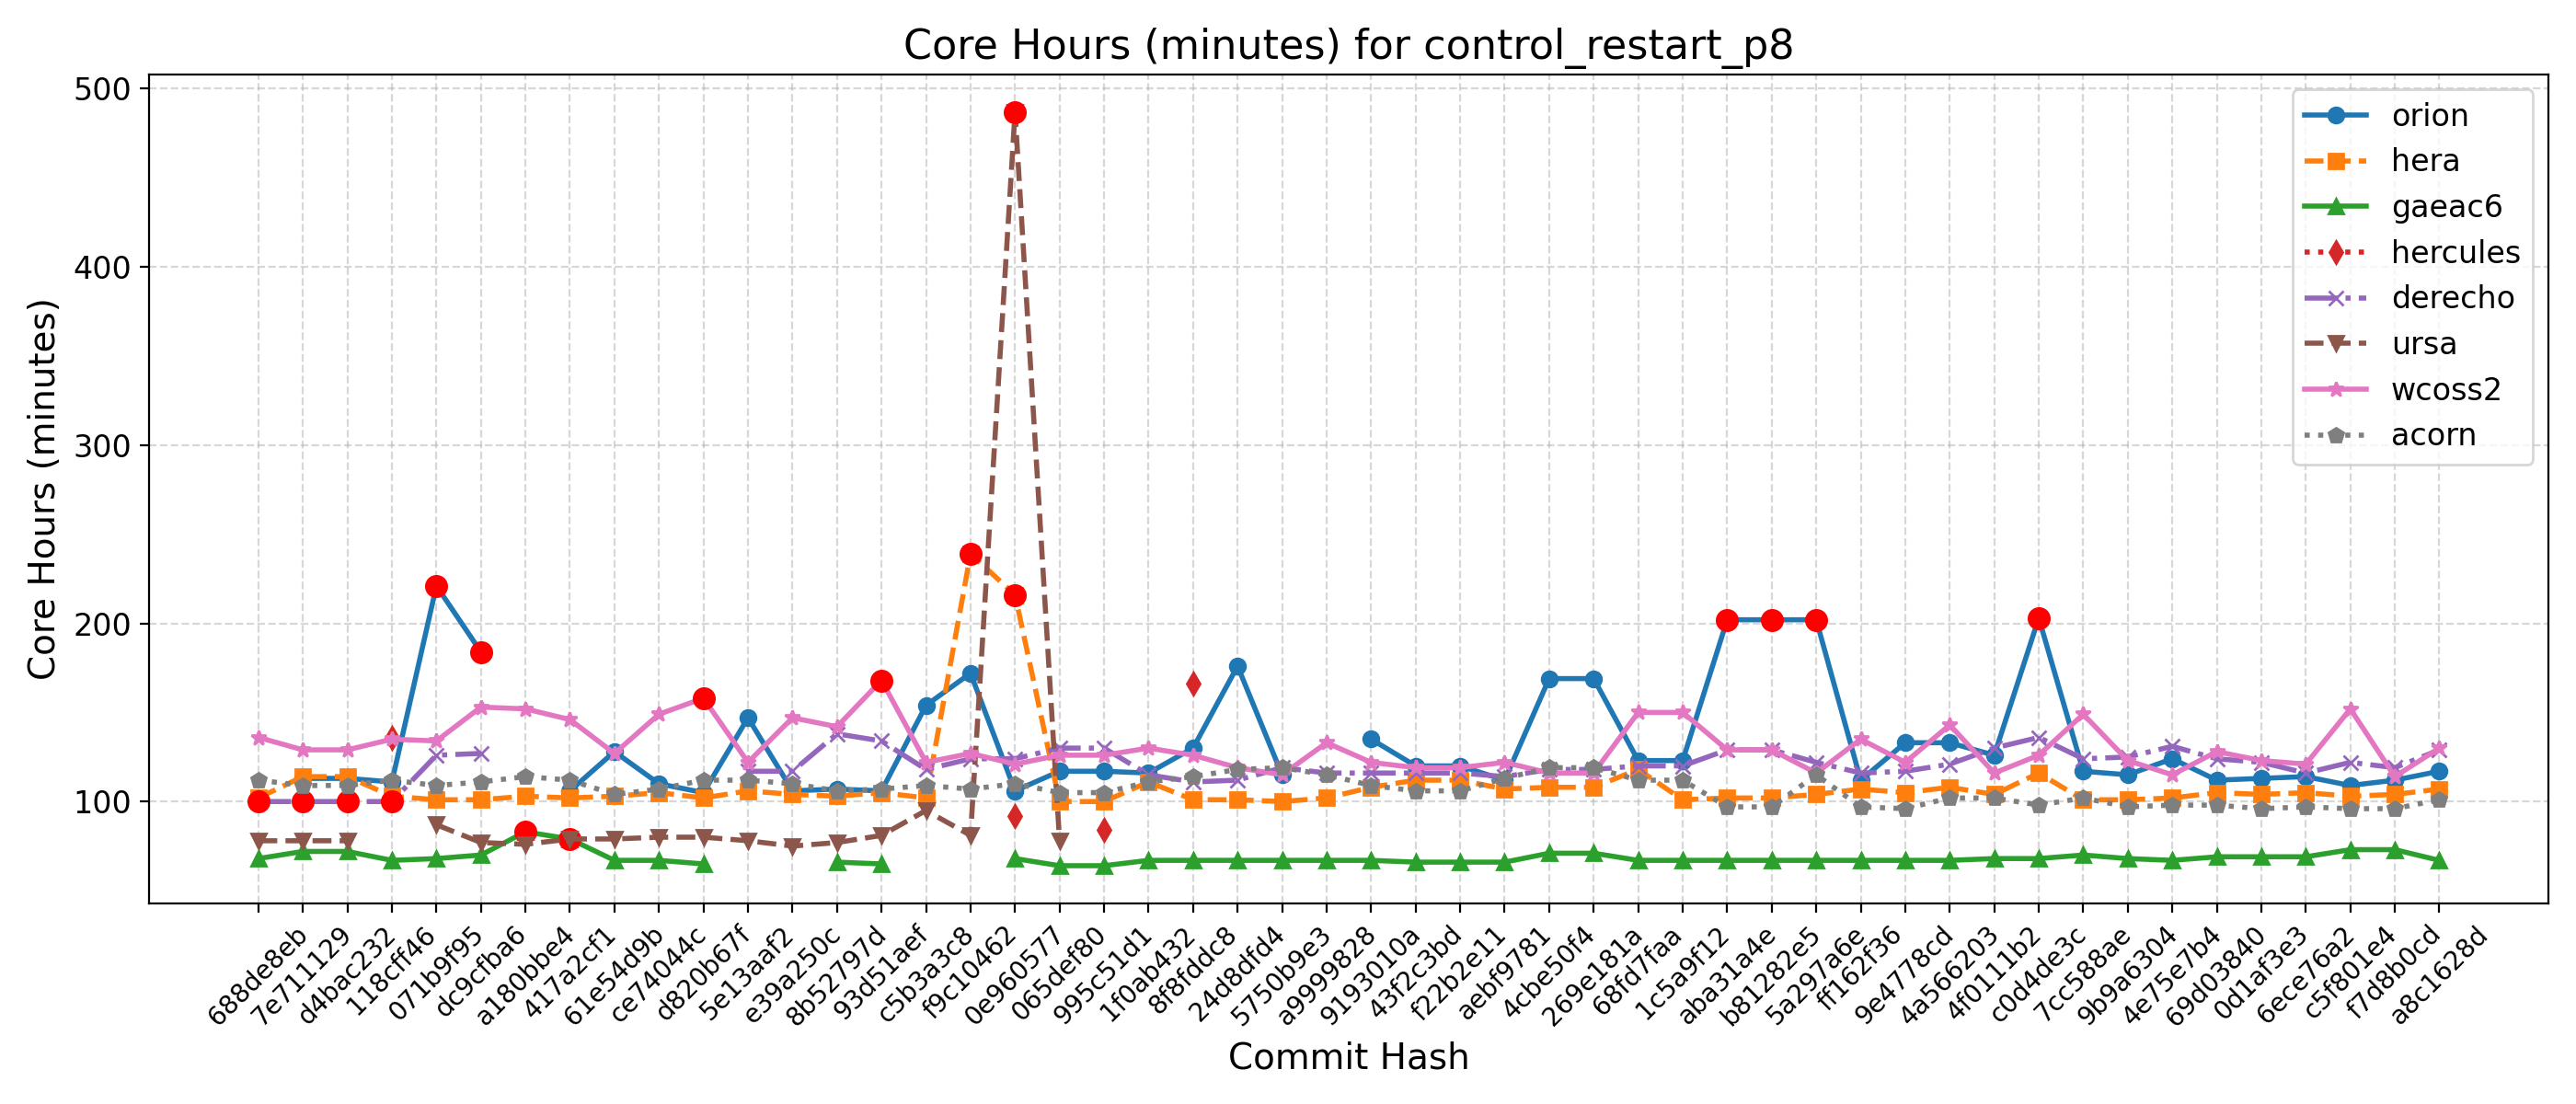 Core Hours (minutes) for control_restart_p8
Core Hours (minutes)
500
400
300
200
100
orion
hera
gaeac6
hercules
derecho
ursa
wcoss2
acorn
688de8eb
7e711129
d4bac232
118cff46
071b9f95
dc9cfba6
a180bbe4
417a2cf1
61e54d9b
ce74044c
d820b67f
5e13aaf2
e39a250c
8b52797d
93d51aef
c5b3a3c8
f9c10462
0e960577
065def80
995c51d1
1f0ab432
8f8fddc8
24d8dfd4
5750b9e3
a9999828
9193010a
43f2c3bd
f22b2e11
aebf9781
4cbe50f4
269e181a
68fd7faa
1c5a9f12
aba31a4e
b81282e5
5a297a6e
ff162f36
9e4778cd
4a566203
4f0111b2
c0d4de3c
7cc588ae
9b9a6304
4e75e7b4
69d03840
0d1af3e3
6ece76a2
c5f801e4
f7d8b0cd
a8c1628d
Commit Hash